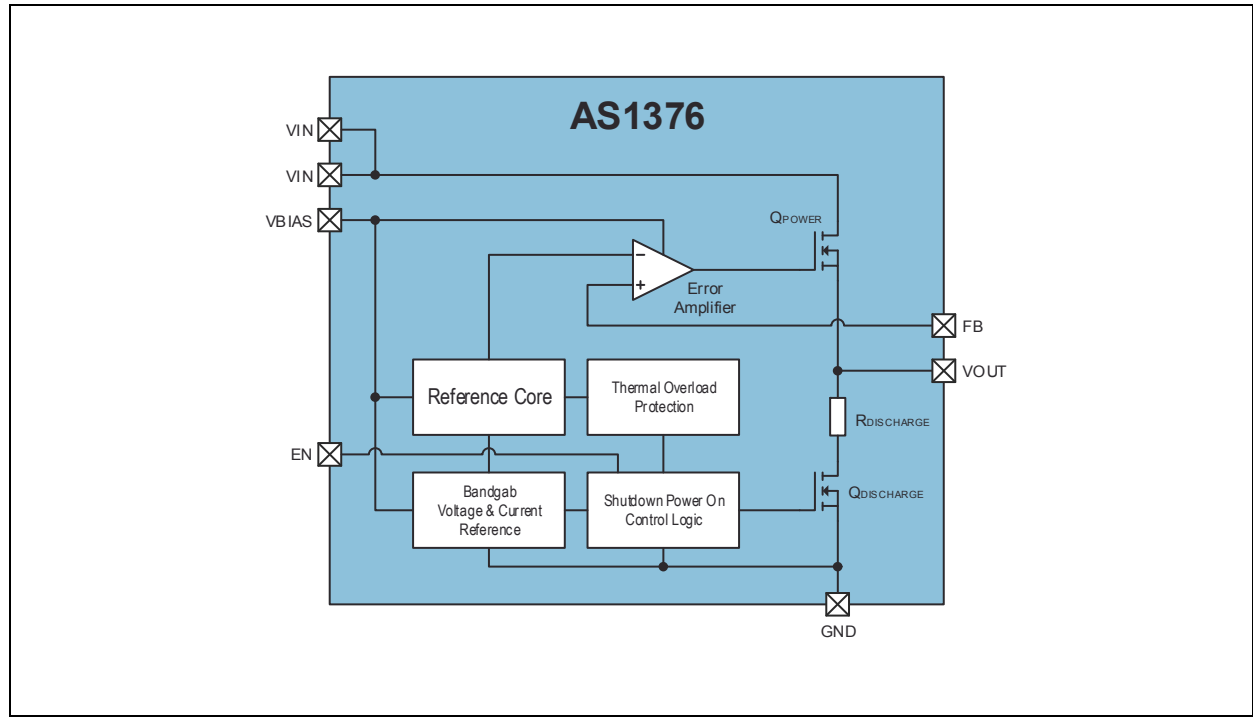 AS1376
VIN
VIN
VBIAS
QPOWER
−
+
Error
Amplifier
FB
VOUT
Reference Core
Thermal Overload
Protection
RDISCHARGE
EN
Bandgab
Voltage & Current
Reference
Shutdown Power On
Control Logic
QDISCHARGE
GND